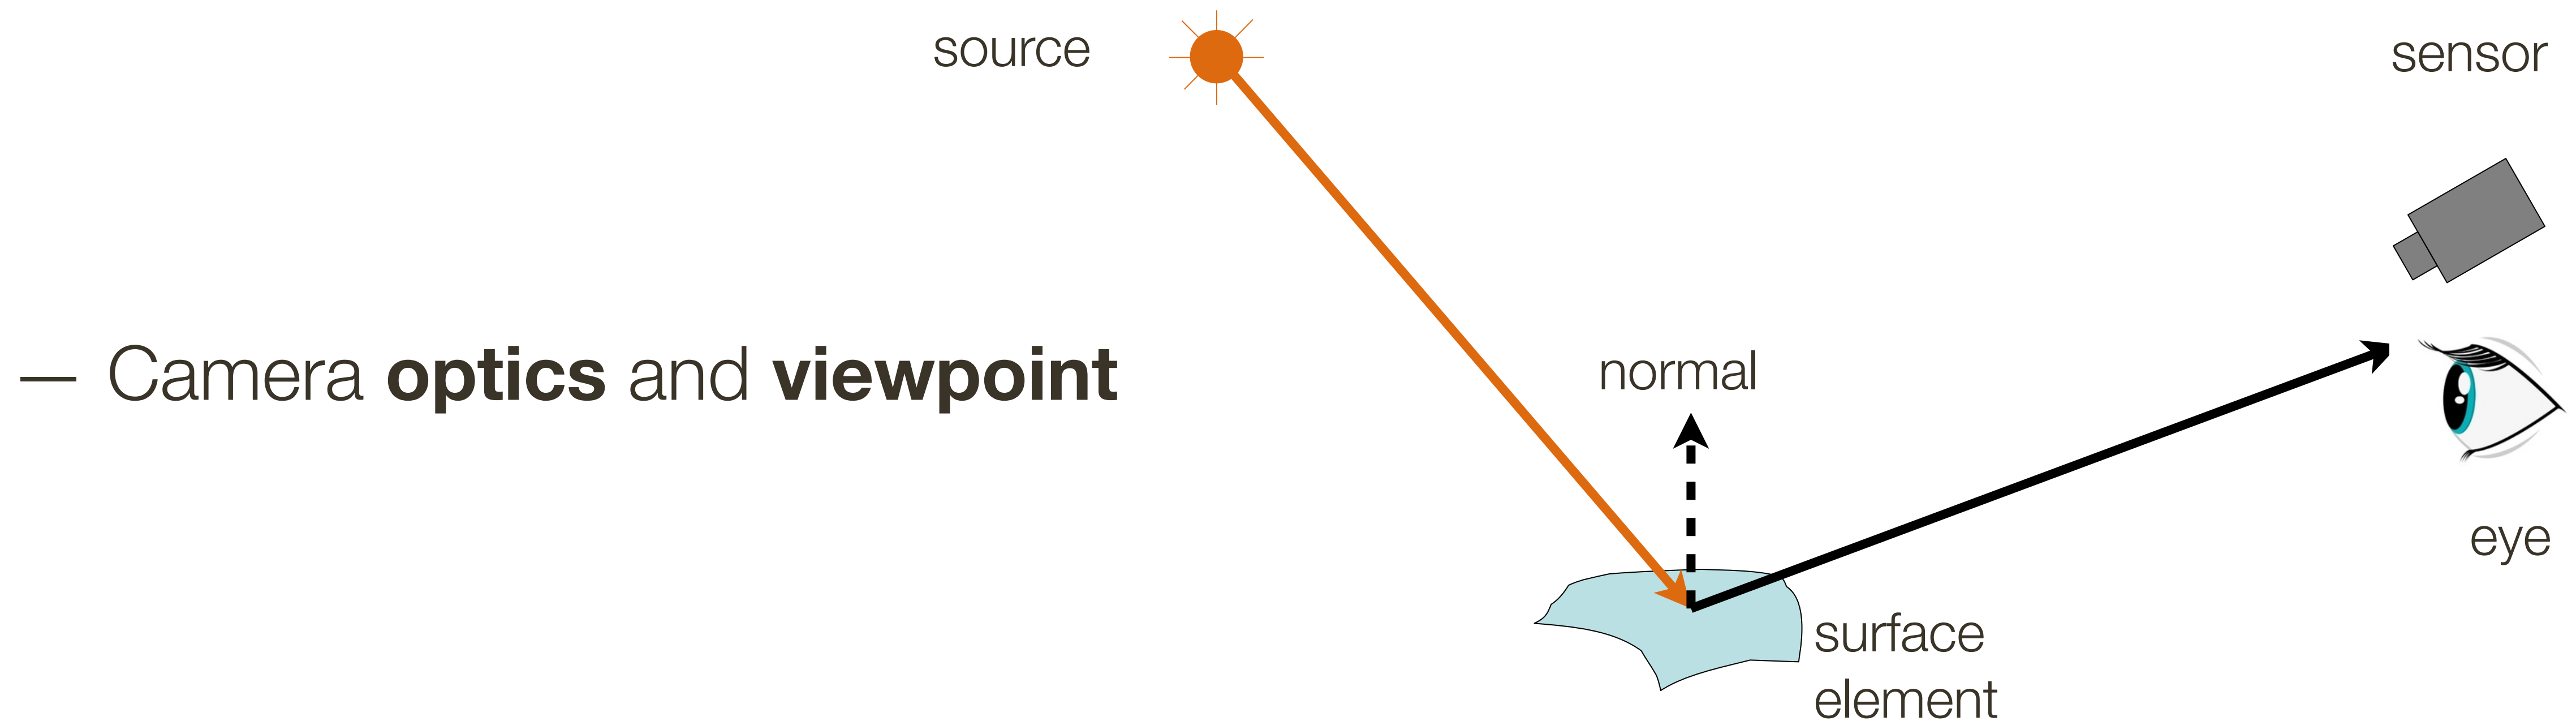 source
sensor
— Camera optics and viewpoint
normal
eye
surface
element